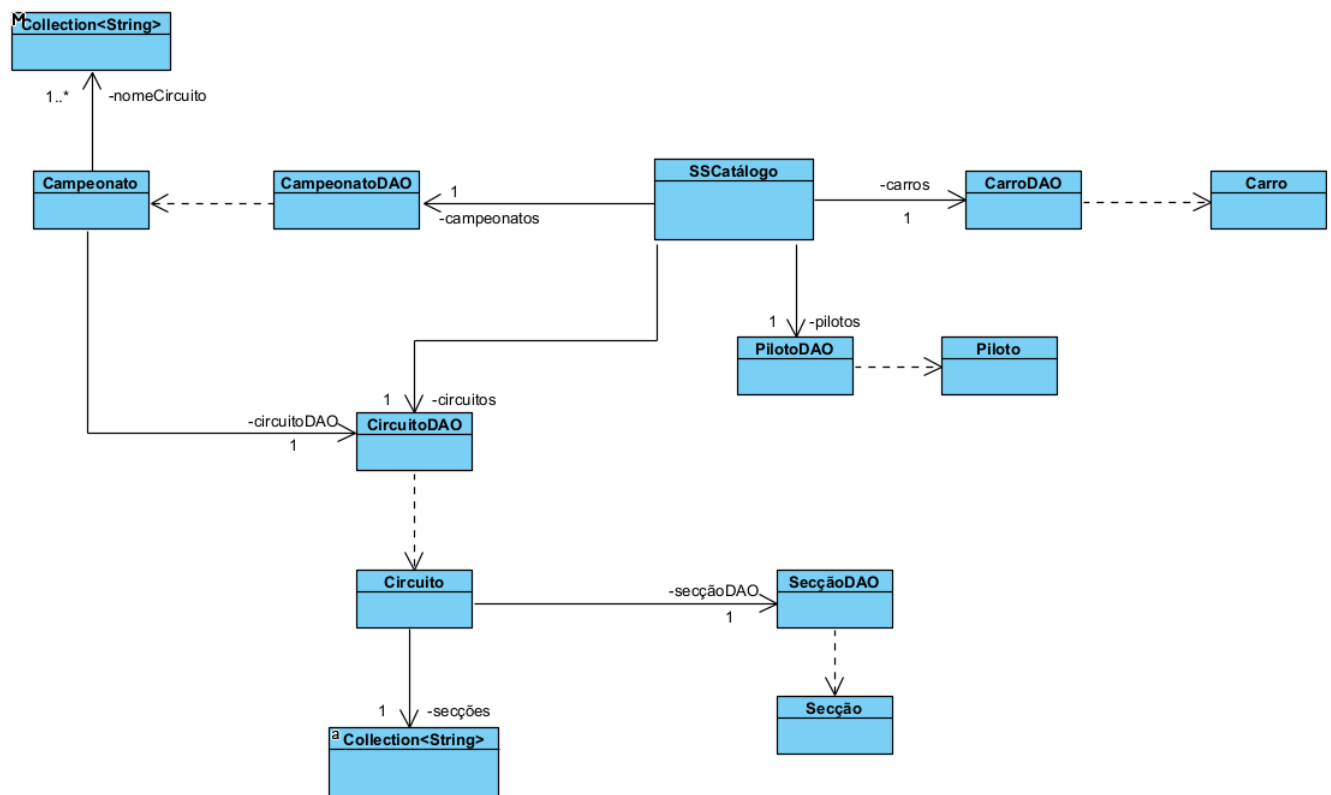 M
Collection<String>
1..*
-nomeCircuito
Campeonato
CampeonatoDAO
1
-campeonatos
SSCatálogo
-carros
1
CarroDAO
Carro
1
-pilotos
PilotoDAO
Piloto
1
-circuitos
-circuitoDAO
1
CircuitoDAO
Circuito
-secçãoDAO
1
SecçãoDAO
Secção
1
-secções
a
Collection<String>